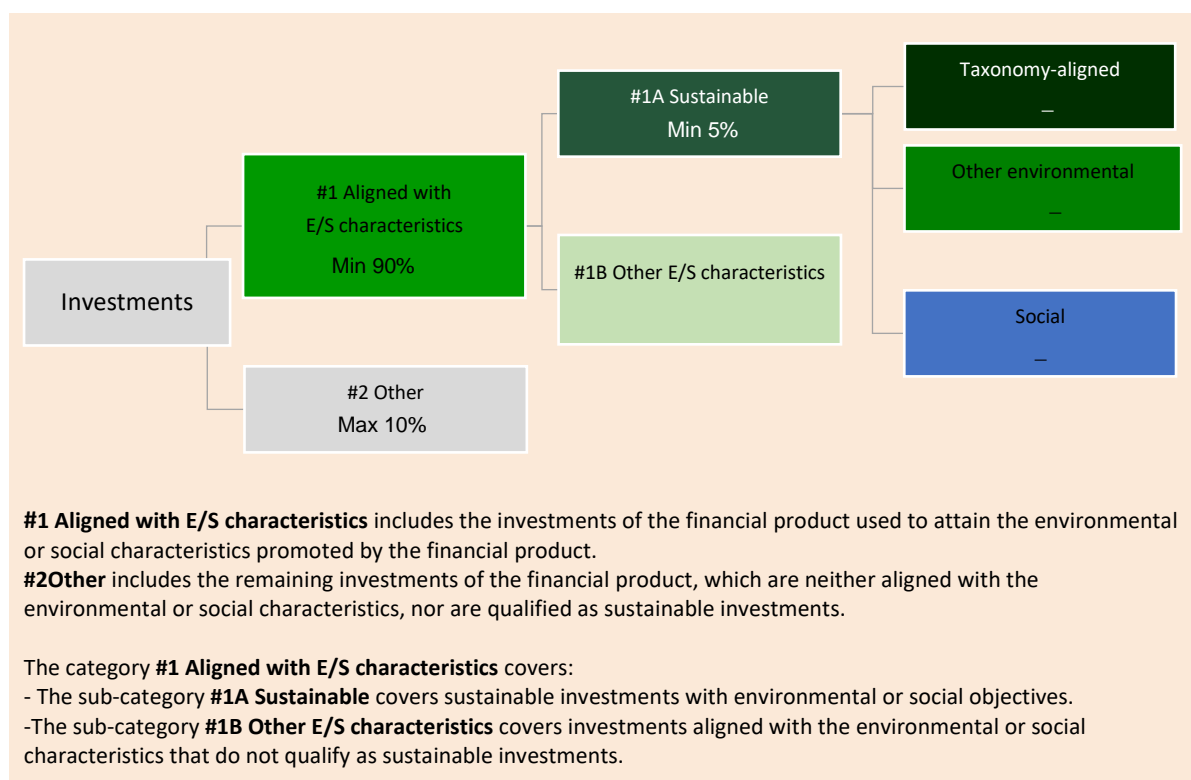 Investments
#1 Aligned with
E/S characteristics
Min 90%
#2 Other
Max 10%
#1A Sustainable
Min 5%
#1B Other E/S characteristics
Taxonomy-aligned
_
Other environmental
_
Social
_
#1 Aligned with E/S characteristics includes the investments of the financial product used to attain the environmental
or social characteristics promoted by the financial product.
#2Other includes the remaining investments of the financial product, which are neither aligned with the
environmental or social characteristics, nor are qualified as sustainable investments.
The category #1 Aligned with E/S characteristics covers:
- The sub-category #1A Sustainable covers sustainable investments with environmental or social objectives.
-The sub-category #1B Other E/S characteristics covers investments aligned with the environmental or social
characteristics that do not qualify as sustainable investments.